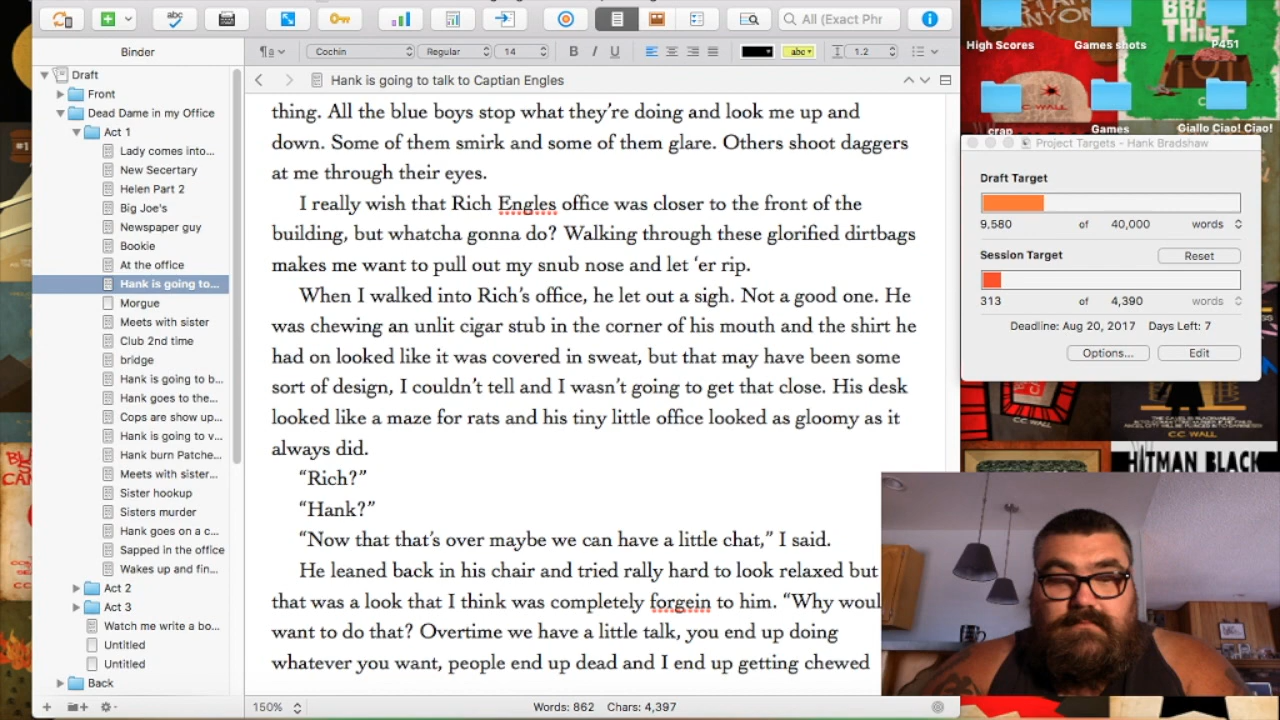 All (Exact Phr
Binder
Cochin
Regular
14
B I U
abc
1.2
Hank is going to talk to Captian Engles
Draft
Front
Dead Dame in my Office
Act 1
Lady comes into...
New Secertary
Helen Part 2
Big Joe's
Newspaper guy
Bookie
At the office
Hank is going to...
Morgue
Meets with sister
Club 2nd time
bridge
Hank is going to b...
Hank goes to the...
Cops are show up...
Hank is going to v...
Hank burn Patche...
Meets with sister...
Sister hookup
Sisters murder
Hank goes on a c...
Sapped in the office
Wakes up and fin...
Act 2
Act 3
Watch me write a bo...
Untitled
Untitled
Back
thing. All the blue boys stop what they’re doing and look me up and
down. Some of them smirk and some of them glare. Others shoot daggers
at me through their eyes.
I really wish that Rich Engles office was closer to the front of the
building, but whatcha gonna do? Walking through these glorified dirtbags
makes me want to pull out my snub nose and let ‘er rip.
When I walked into Rich’s office, he let out a sigh. Not a good one. He
was chewing an unlit cigar stub in the corner of his mouth and the shirt he
had on looked like it was covered in sweat, but that may have been some
sort of design, I couldn’t tell and I wasn’t going to get that close. His desk
looked like a maze for rats and his tiny little office looked as gloomy as it
always did.
“Rich?”
“Hank?”
“Now that that’s over maybe we can have a little chat,” I said.
He leaned back in his chair and tried rally hard to look relaxed but
that was a look that I think was completely forgein to him. “Why woul
want to do that? Overtime we have a little talk, you end up doing
whatever you want, people end up dead and I end up getting chewed
150%
Words: 862 Chars: 4,397
High Scores
Games shots
P451
crap
Games
Giallo Ciao! Ciao!
BRA
THIEF
C WALL
Project Targets - Hank Bradshaw
Draft Target
9,580 of 40,000 words
Session Target
Reset
313 of 4,390 words
Deadline: Aug 20, 2017 Days Left: 7
Options...
Edit
CC WALL
HITMAN BLACK